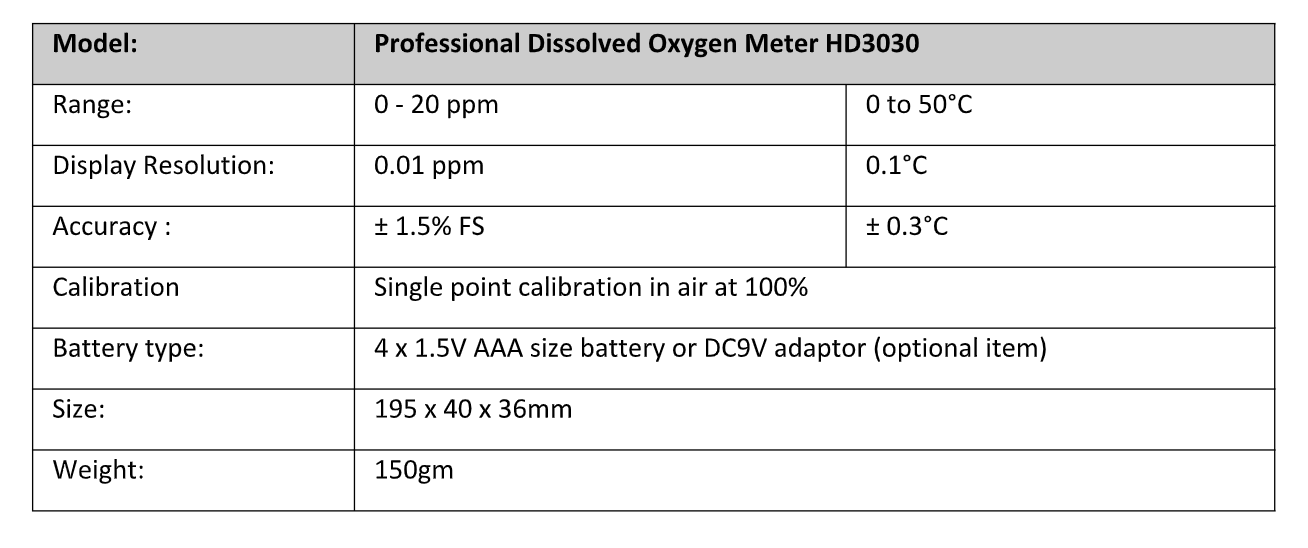 Model: Professional Dissolved Oxygen Meter HD3030
Range: 0 - 20 ppm 0 to 50°C
Display Resolution: 0.01 ppm 0.1°C
Accuracy : ± 1.5% FS ± 0.3°C
Calibration Single point calibration in air at 100%
Battery type: 4 x 1.5V AAA size battery or DC9V adaptor (optional item)
Size: 195 x 40 x 36mm
Weight: 150gm